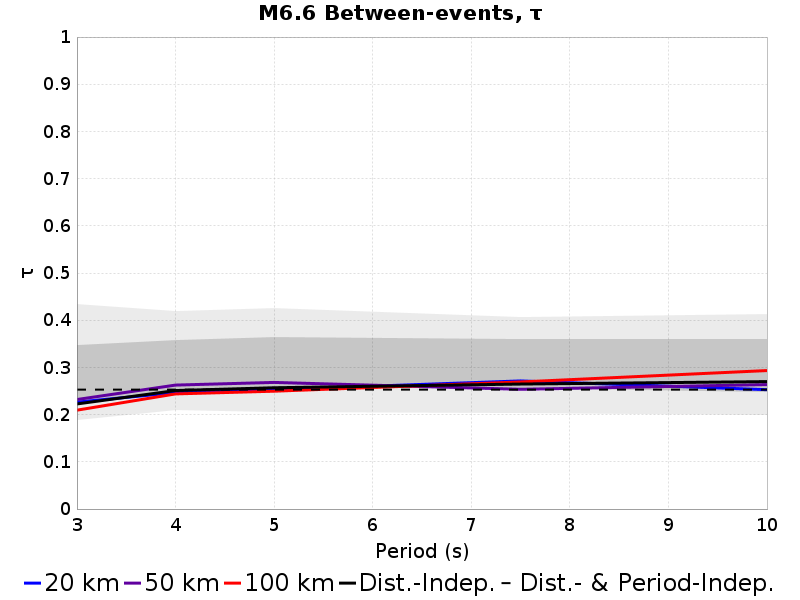 M6.6 Between-events, τ
1
0.9
0.8
0.7
0.6
0.5
0.4
0.3
0.2
0.1
0
τ
3 4 5 6 7 8 9 10
Period (s)
20 km 50 km 100 km Dist.-Indep. Dist.- & Period-Indep.